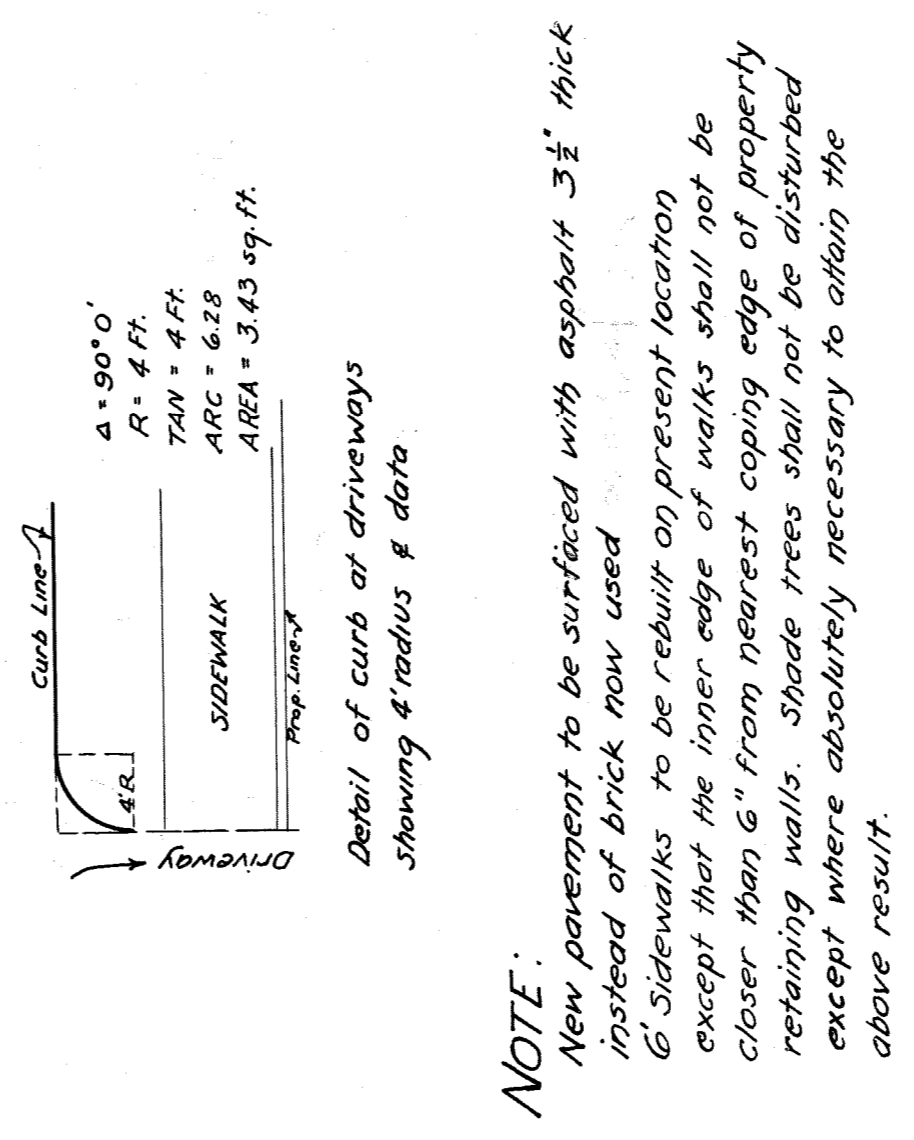 Curb Line
4'R
Driveway
SIDEWALK
Prop. Line
Δ = 90° 0'
R = 4 Ft.
TAN = 4 Ft.
ARC = 6.28
AREA = 3.43 sq. ft.
Detail of curb at driveways
showing 4' radius & data
NOTE:
New pavement to be surfaced with asphalt 3½" thick
instead of brick now used
6' Sidewalks to be rebuilt on present location
except that the inner edge of walks shall not be
closer than 6" from nearest coping edge of property
retaining walls. Shade trees shall not be disturbed
except where absolutely necessary to attain the
above result.